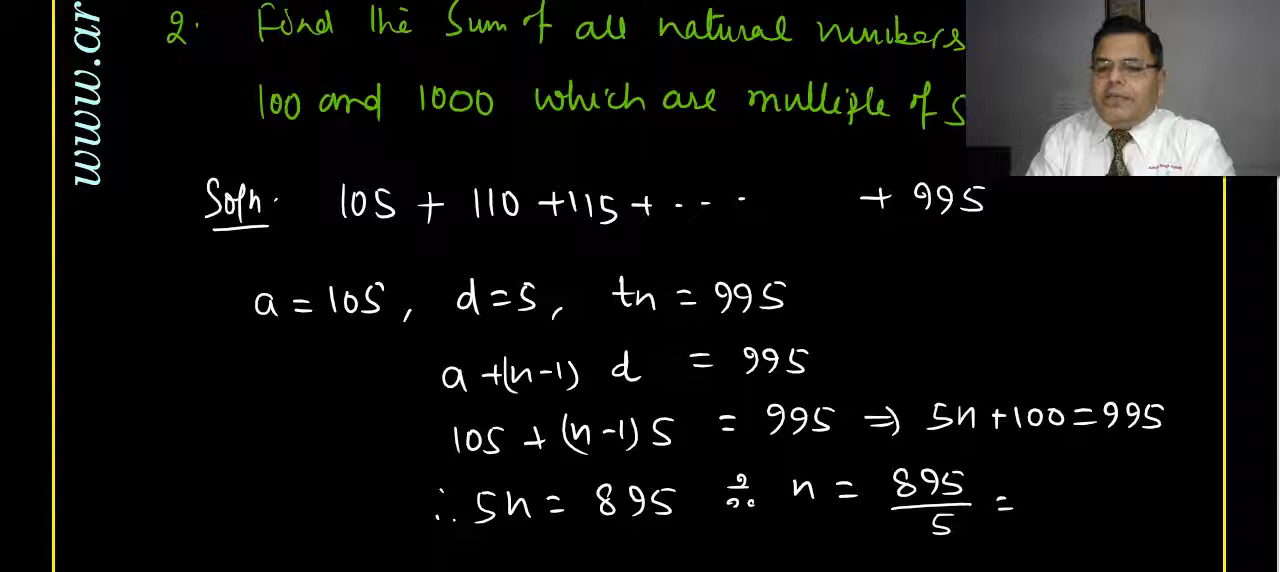 www.ar
2. Find the Sum of all natural numbers
100 and 1000 which are multiple of 5
Soln. 105 + 110 + 115 + ... + 995
a = 105, d = 5, tn = 995
a + (n-1) d = 995
105 + (n-1) 5 = 995 ⇒ 5n + 100 = 995
∴ 5n = 895 ∴ n = 895/5 =